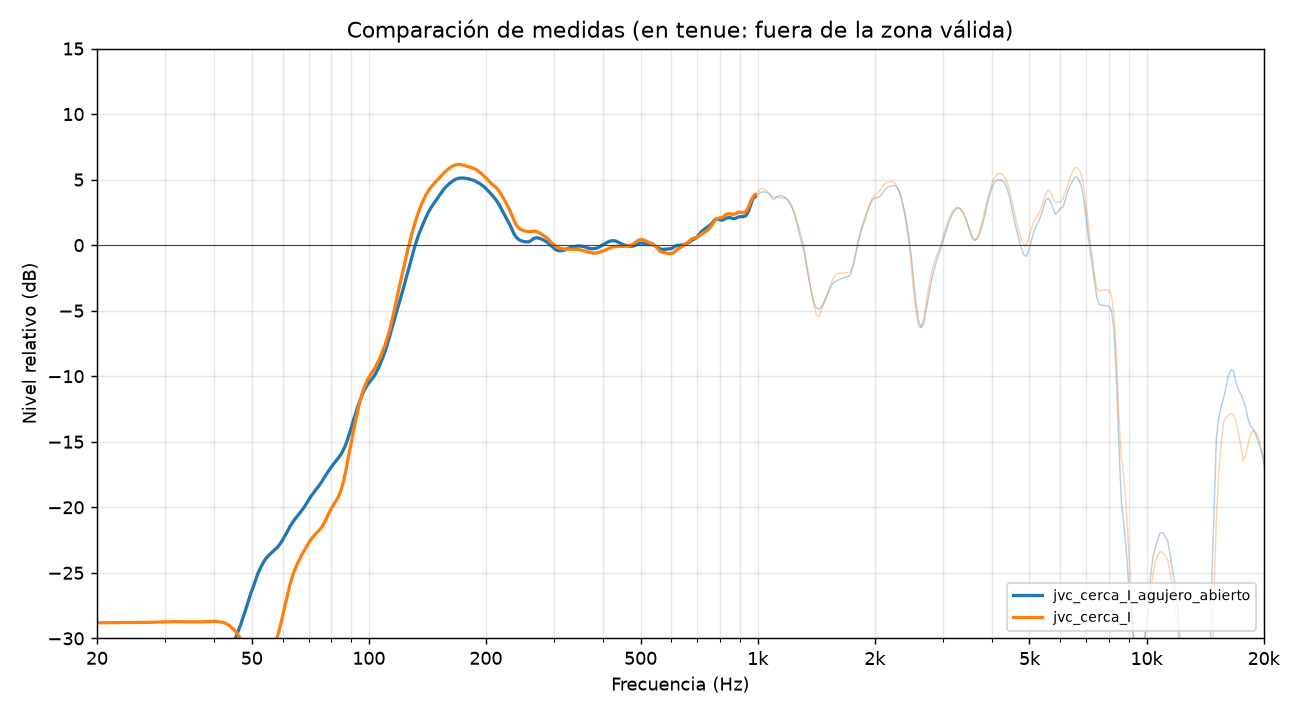 Comparación de medidas (en tenue: fuera de la zona válida)
15
10
5
0
−5
−10
−15
−20
−25
−30
Nivel relativo (dB)
jvc_cerca_I_agujero_abierto
jvc_cerca_I
20 50 100 200 500 1k 2k 5k 10k 20k
Frecuencia (Hz)